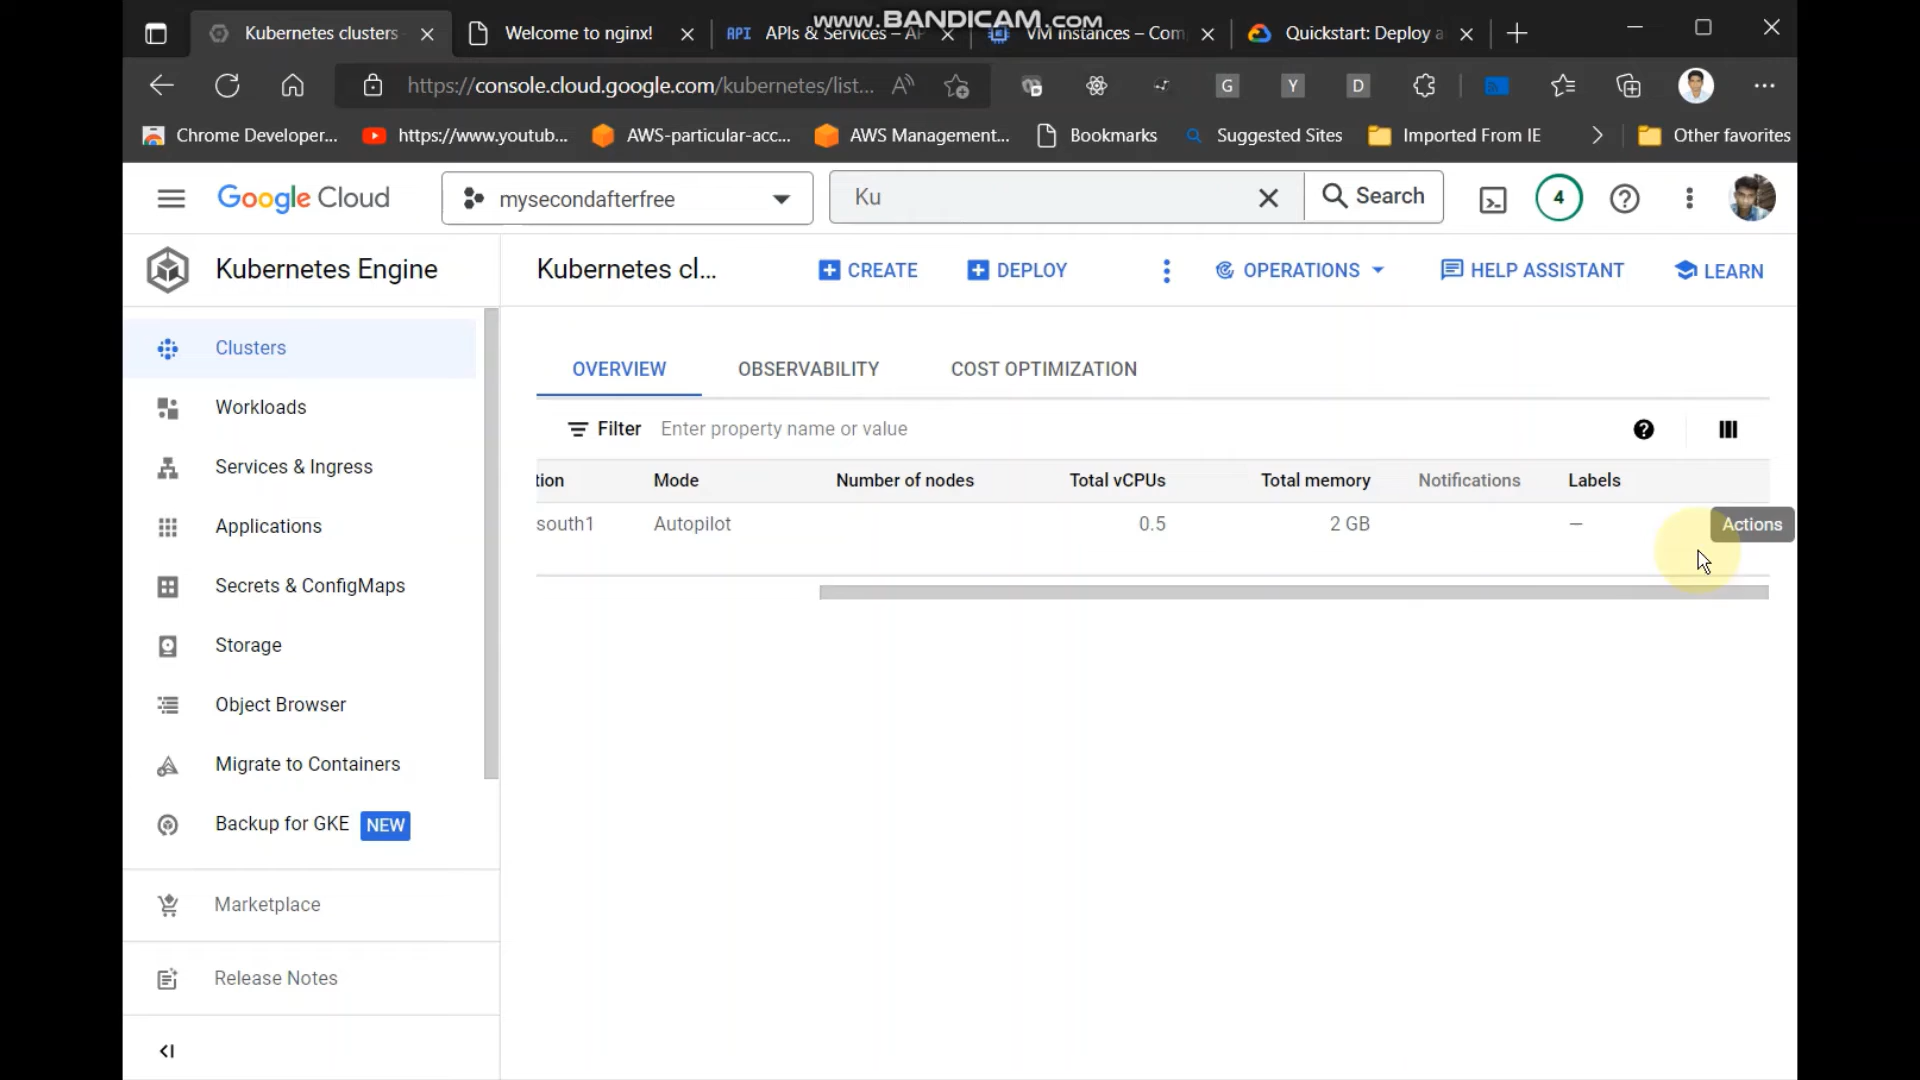 www.BANDICAM.com
Kubernetes clusters
Welcome to nginx!
API APIs & Services – AP
VM instances – Com
Quickstart: Deploy a
https://console.cloud.google.com/kubernetes/list...
G
Y
D
Chrome Developer...
https://www.youtub...
AWS-particular-acc...
AWS Management...
Bookmarks
Suggested Sites
Imported From IE
Other favorites
Google Cloud
mysecondafterfree
Ku
Search
4
Kubernetes Engine
Kubernetes cl...
CREATE
DEPLOY
OPERATIONS
HELP ASSISTANT
LEARN
Clusters
Workloads
Services & Ingress
Applications
Secrets & ConfigMaps
Storage
Object Browser
Migrate to Containers
Backup for GKE NEW
Marketplace
Release Notes
OVERVIEW
OBSERVABILITY
COST OPTIMIZATION
Filter Enter property name or value
tion Mode Number of nodes Total vCPUs Total memory Notifications Labels
south1 Autopilot 0.5 2 GB –
Actions